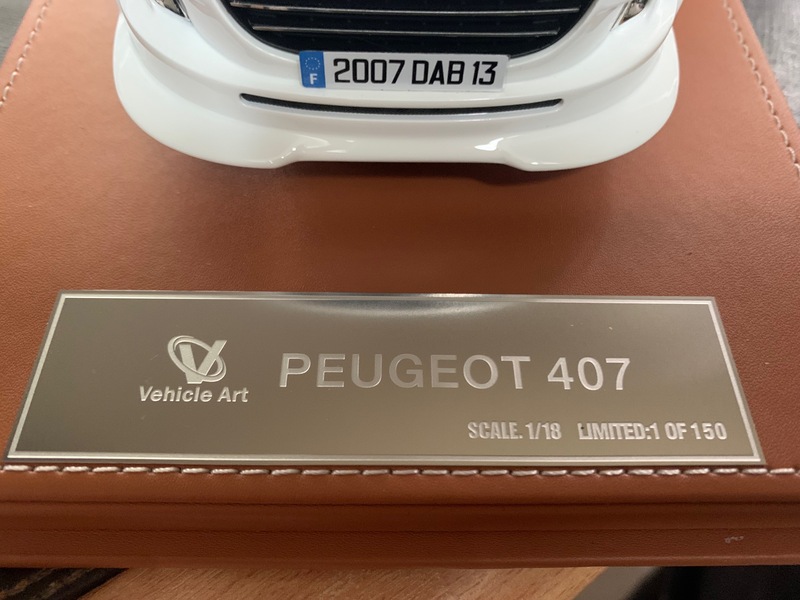 F 2007 DAB 13
Vehicle Art
PEUGEOT 407
SCALE. 1/18 LIMITED:1 OF 150